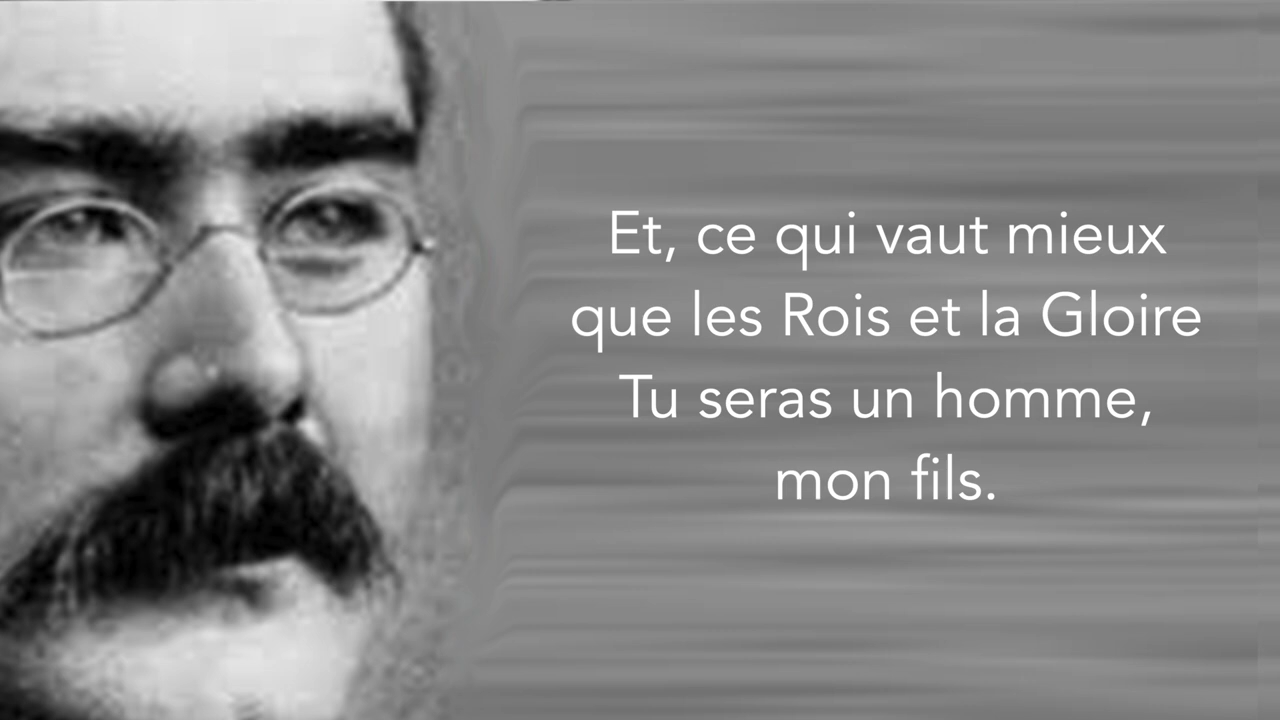 Et, ce qui vaut mieux
que les Rois et la Gloire
Tu seras un homme,
mon fils.